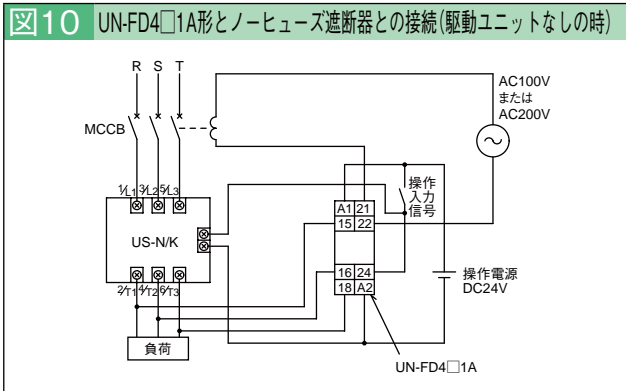 図10 UN-FD4□1A形とノーヒューズ遮断器との接続(駆動ユニットなしの時)
R S T
AC100V
または
AC200V
MCCB
1/L1 3/L2 5/L3
操作
入力
信号
A1 21
15 22
US-N/K
16 24
18 A2
操作電源
DC24V
2/T1 4/T2 6/T3
負荷
UN-FD4□1A